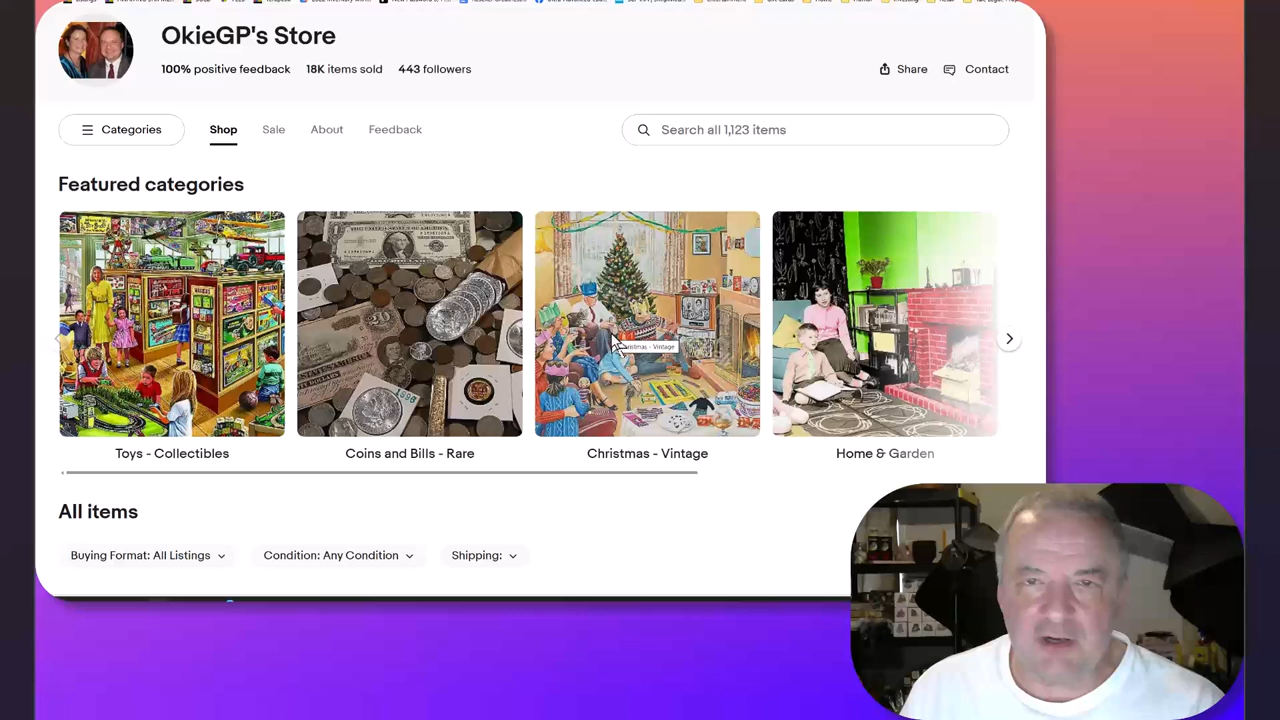 OkieGP's Store
100% positive feedback 18K items sold 443 followers
Share Contact
Categories Shop Sale About Feedback
Search all 1,123 items
Featured categories
Christmas - Vintage
Toys - Collectibles
Coins and Bills - Rare
Christmas - Vintage
Home & Garden
All items
Buying Format: All Listings
Condition: Any Condition
Shipping: